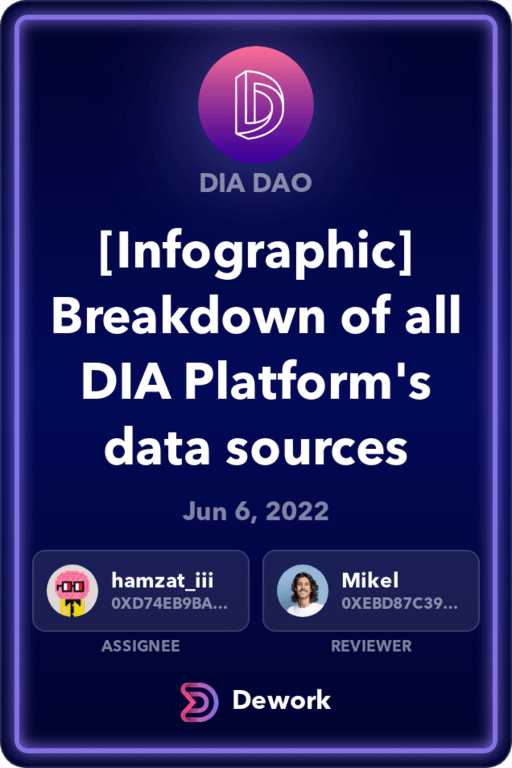 DIA DAO
[Infographic]
Breakdown of all
DIA Platform's
data sources
Jun 6, 2022
hamzat_iii
0XD74EB9BA...
ASSIGNEE
Mikel
0XEBD87C39...
REVIEWER
Dework